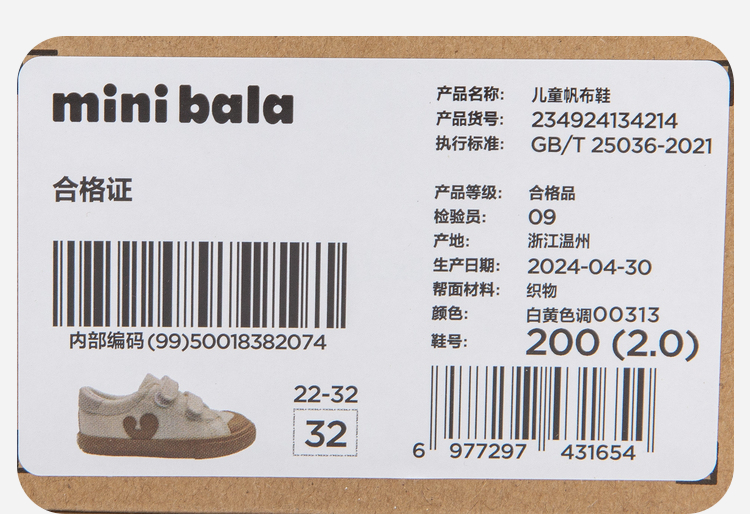 mini bala
合格证
内部编码(99)50018382074
22-32
32
产品名称: 儿童帆布鞋
产品货号: 234924134214
执行标准: GB/T 25036-2021
产品等级: 合格品
检验员: 09
产地: 浙江温州
生产日期: 2024-04-30
帮面材料: 织物
颜色: 白黄色调00313
鞋号: 200 (2.0)
6 977297 431654